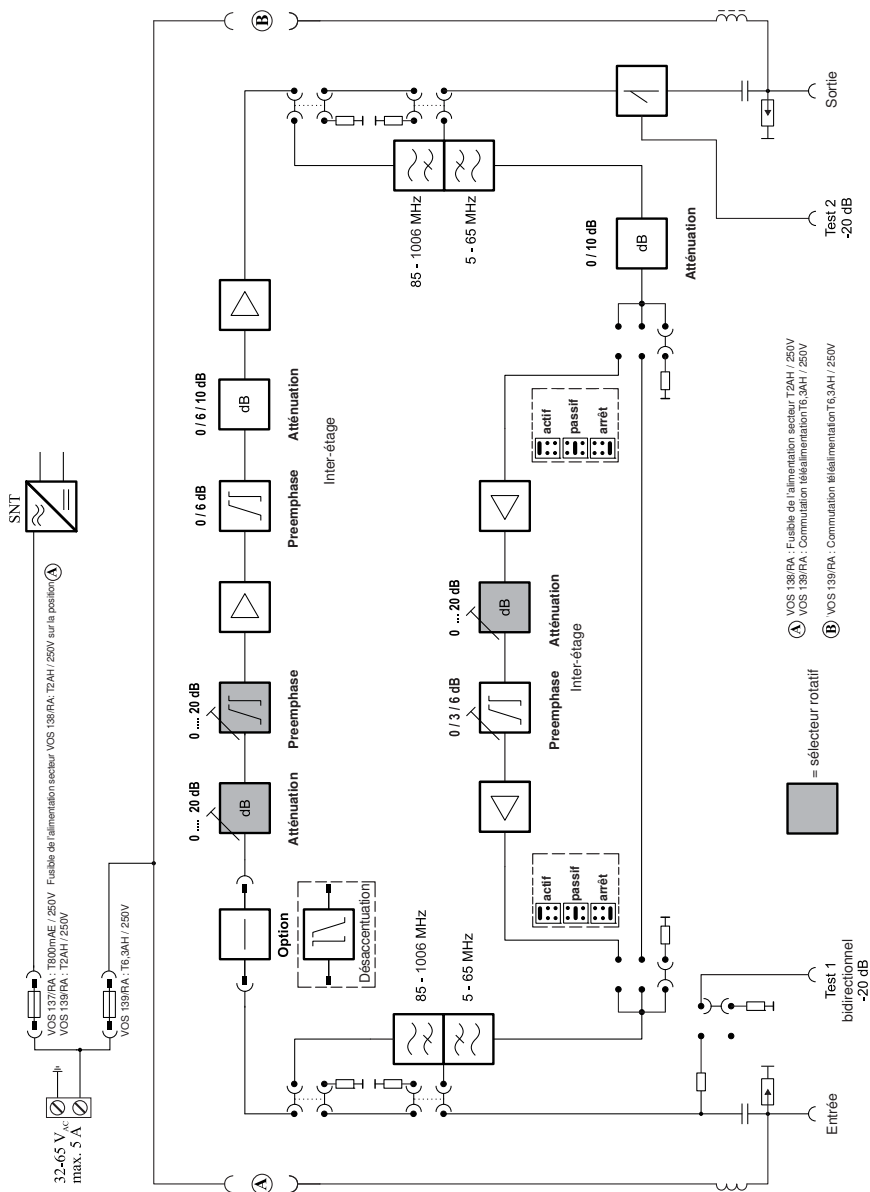 32-65 V AC
max. 5 A
VOS 137/RA : T800mAE / 250V Fusible de l'alimentation secteur VOS 138/RA: T2AH / 250V sur la position A
VOS 139/RA : T2AH / 250V
VOS 139/RA : T6,3AH / 250V
SNT
A
B
Option
Désaccentuation
0 .... 20 dB
dB
Atténuation
0 .... 20 dB
Preemphase
0 / 6 dB
Preemphase
0 / 6 / 10 dB
dB
Atténuation
Inter-étage
85 - 1006 MHz
5 - 65 MHz
85 - 1006 MHz
5 - 65 MHz
actif
passif
arrêt
0 / 3 / 6 dB
Preemphase
0 ... 20 dB
dB
Atténuation
Inter-étage
actif
passif
arrêt
0 / 10 dB
dB
Atténuation
Entrée
Test 1
bidirectionnel
-20 dB
= sélecteur rotatif
A VOS 138/RA : Fusible de l'alimentation secteur T2AH / 250V
VOS 139/RA : Commutation téléalimentationT6,3AH / 250V
B VOS 139/RA : Commutation téléalimentationT6,3AH / 250V
Test 2
-20 dB
Sortie